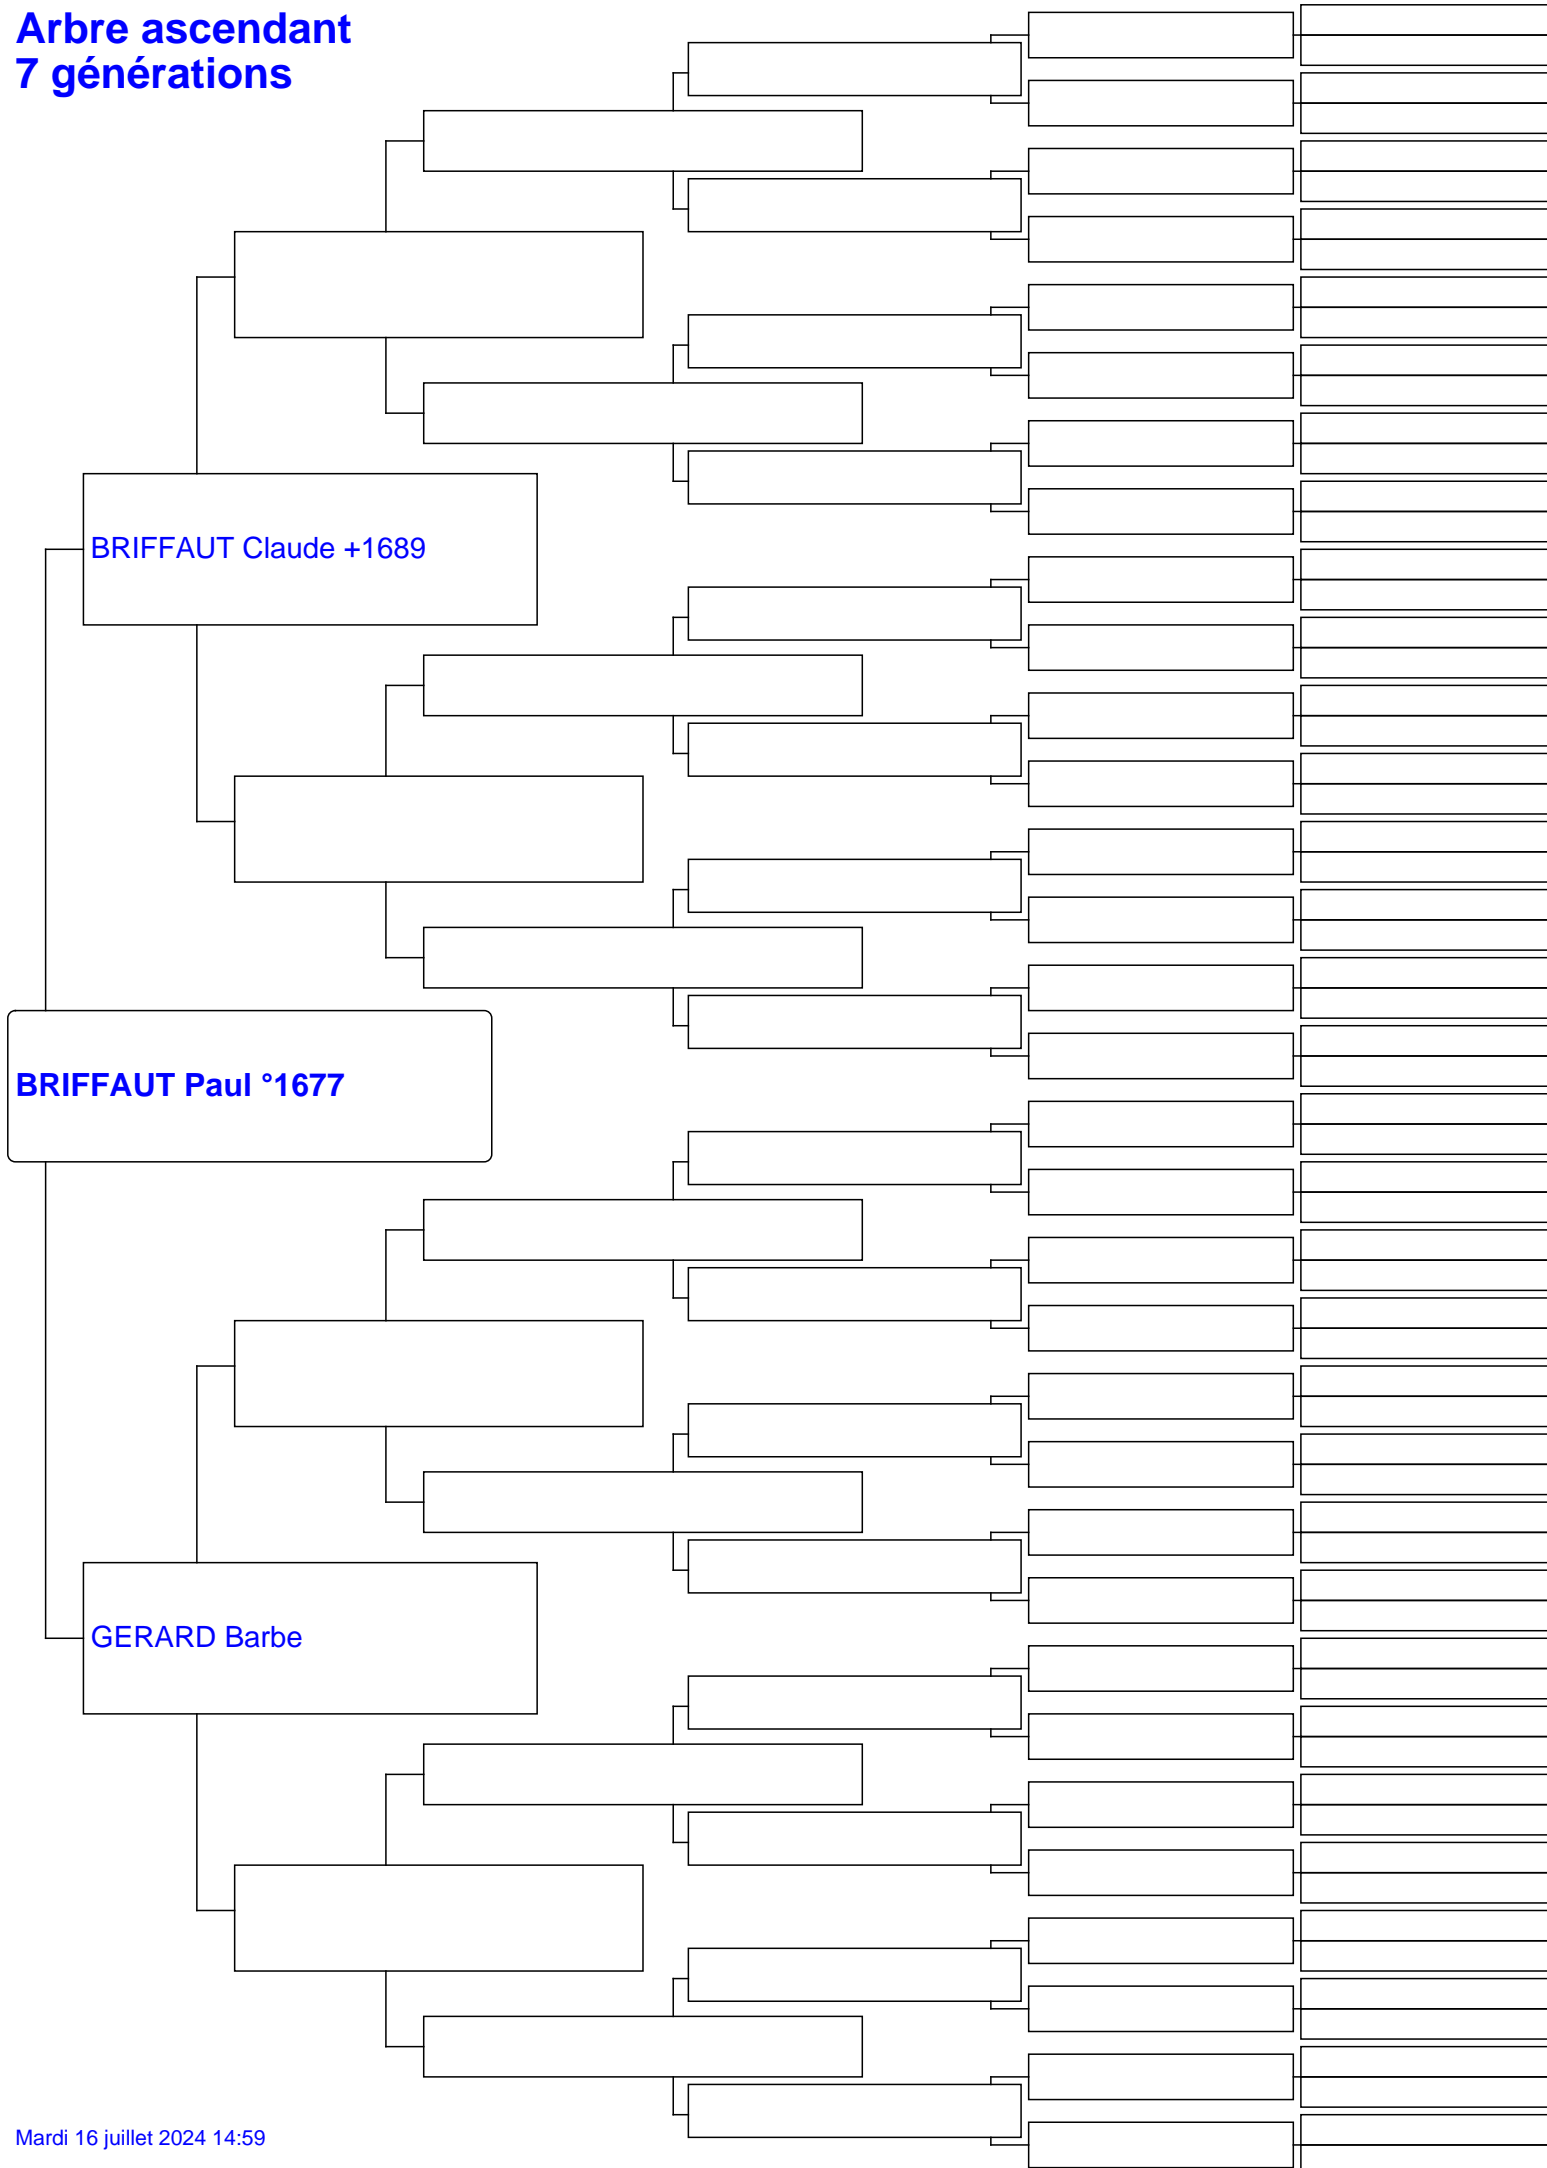 Arbre ascendant
7 générations
BRIFFAUT Claude +1689
BRIFFAUT Paul °1677
GERARD Barbe
Mardi 16 juillet 2024 14:59